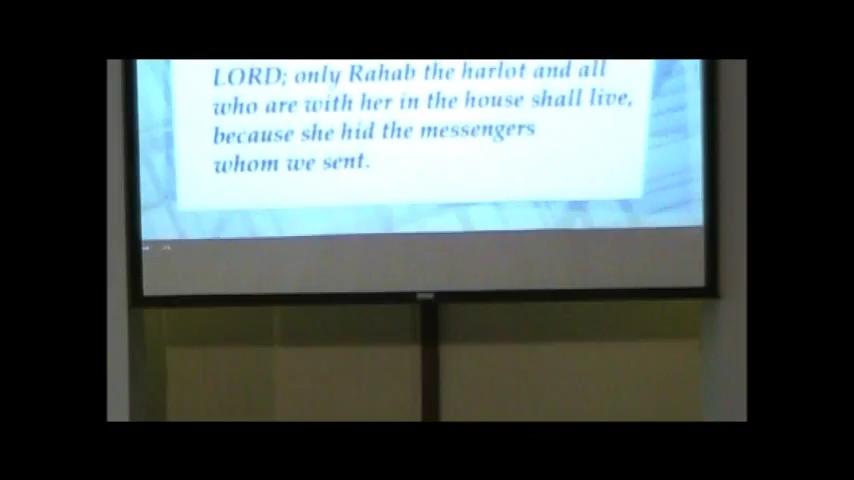 LORD; only Rahab the harlot and all
who are with her in the house shall live,
because she hid the messengers
whom we sent.